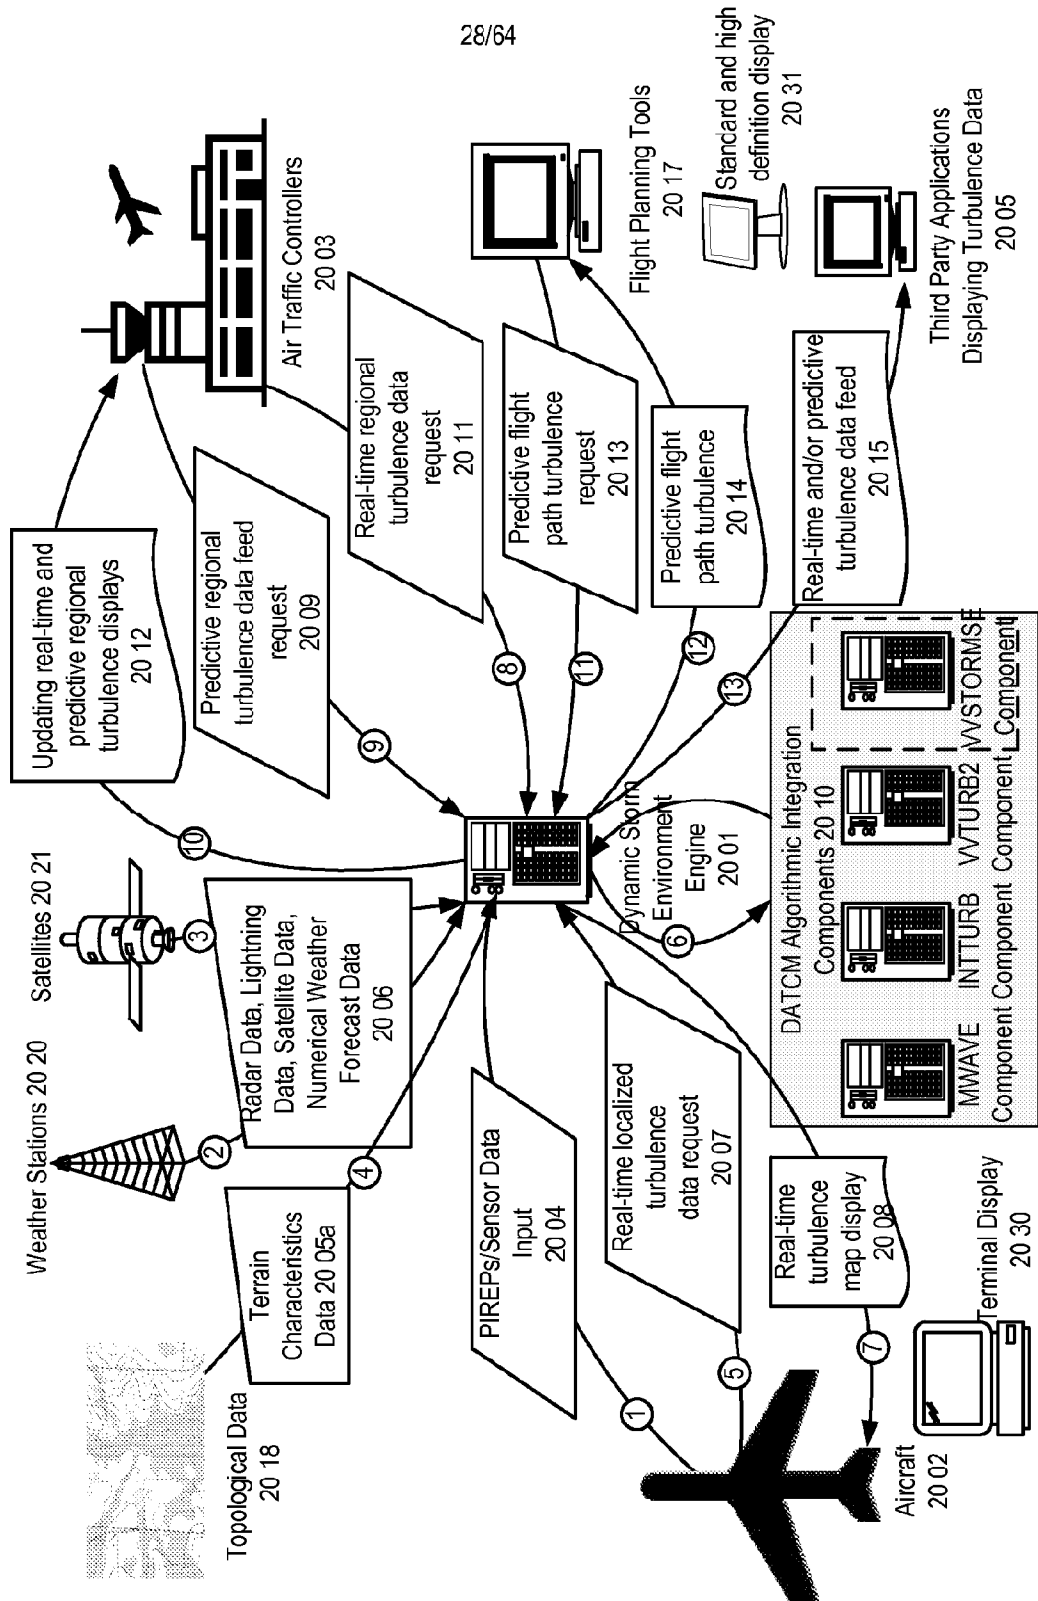 28/64
Weather Stations 20 20
Satellites 20 21
Updating real-time and
predictive regional
turbulence displays
20 12
Air Traffic Controllers
20 03
Topological Data
20 18
Terrain
Characteristics
Data 20 05a
Radar Data, Lightning
Data, Satellite Data,
Numerical Weather
Forecast Data
20 06
Predictive regional
turbulence data feed
request
20 09
Real-time regional
turbulence data
request
20 11
2
3
4
10
9
8
PIREPs/Sensor Data
Input
20 04
Predictive flight
path turbulence
request
20 13
Flight Planning Tools
20 17
1
11
Real-time localized
turbulence
data request
20 07
Dynamic Storm
Environment
Engine
20 01
Predictive flight
path turbulence
20 14
Standard and high
definition display
20 31
5
6
12
13
Real-time
turbulence
map display
20 08
7
DATCM Algorithmic Integration
Components 20 10
Real-time and/or predictive
turbulence data feed
20 15
Third Party Applications
Displaying Turbulence Data
20 05
Aircraft
20 02
Terminal Display
20 30
MWAVE
Component
INTTURB
Component
VVTURB2
Component
VVSTORMSE
Component